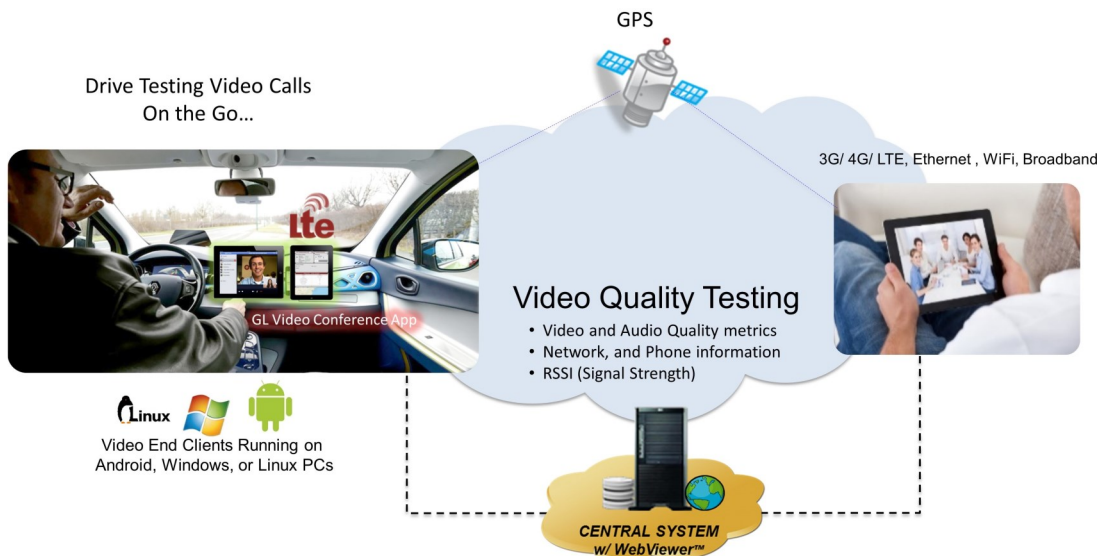 GPS
Drive Testing Video Calls
On the Go...
3G/ 4G/ LTE, Ethernet , WiFi, Broadband
Lte
GL Video Conference App
Video Quality Testing
• Video and Audio Quality metrics
• Network, and Phone information
• RSSI (Signal Strength)
Linux
Video End Clients Running on
Android, Windows, or Linux PCs
CENTRAL SYSTEM
w/ WebViewer™